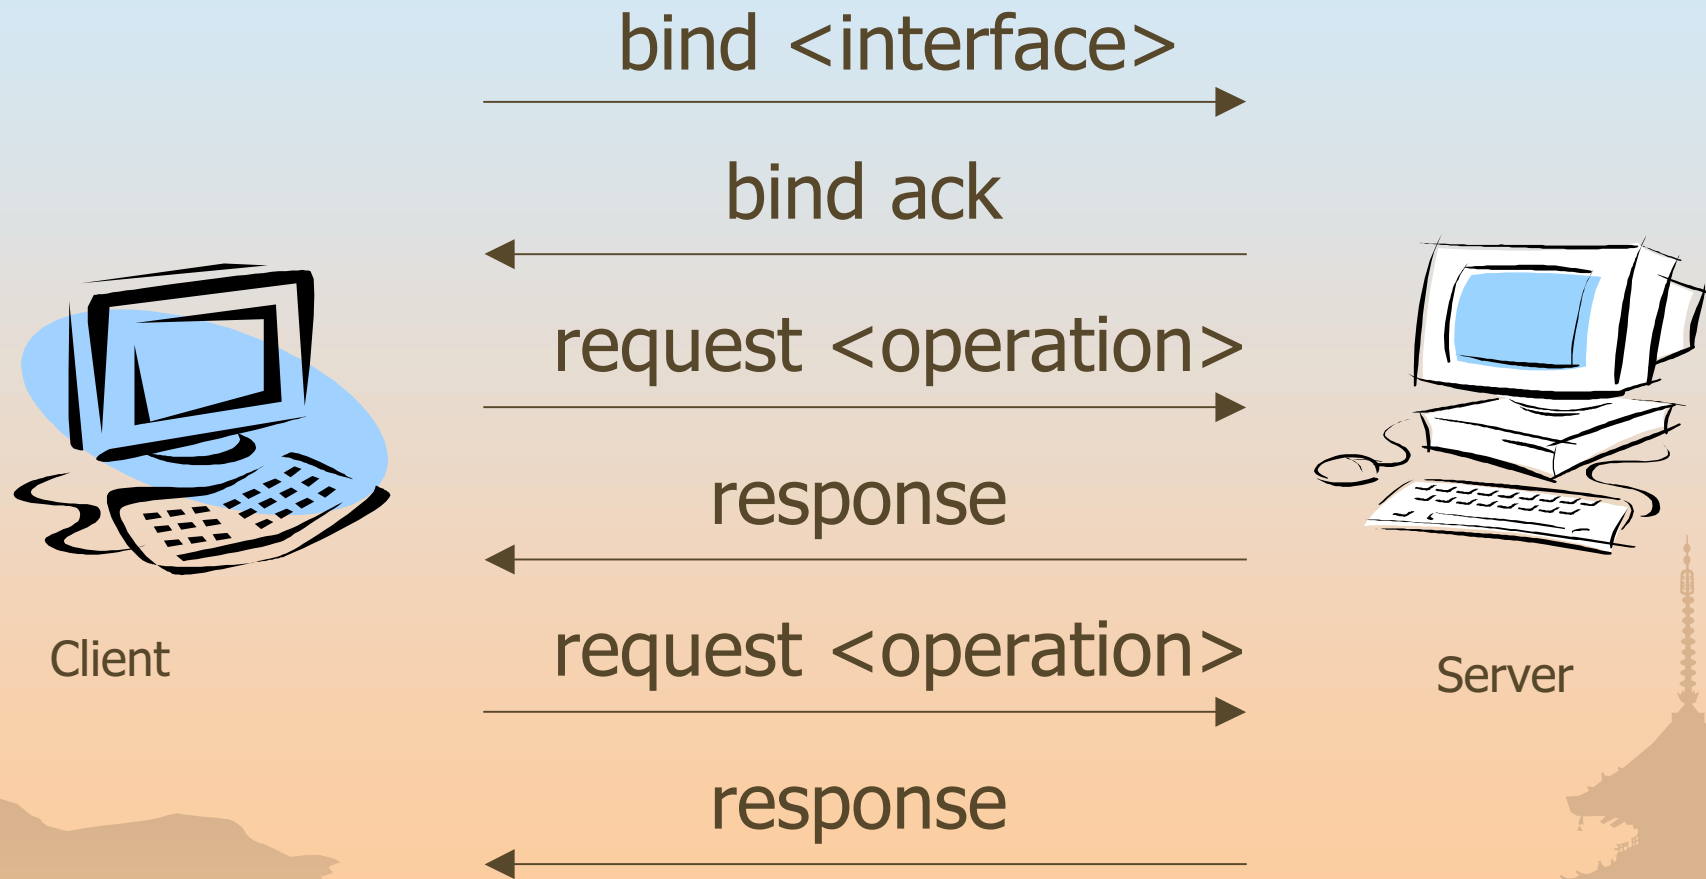 bind <interface>
bind ack
request <operation>
response
Client
request <operation>
Server
response